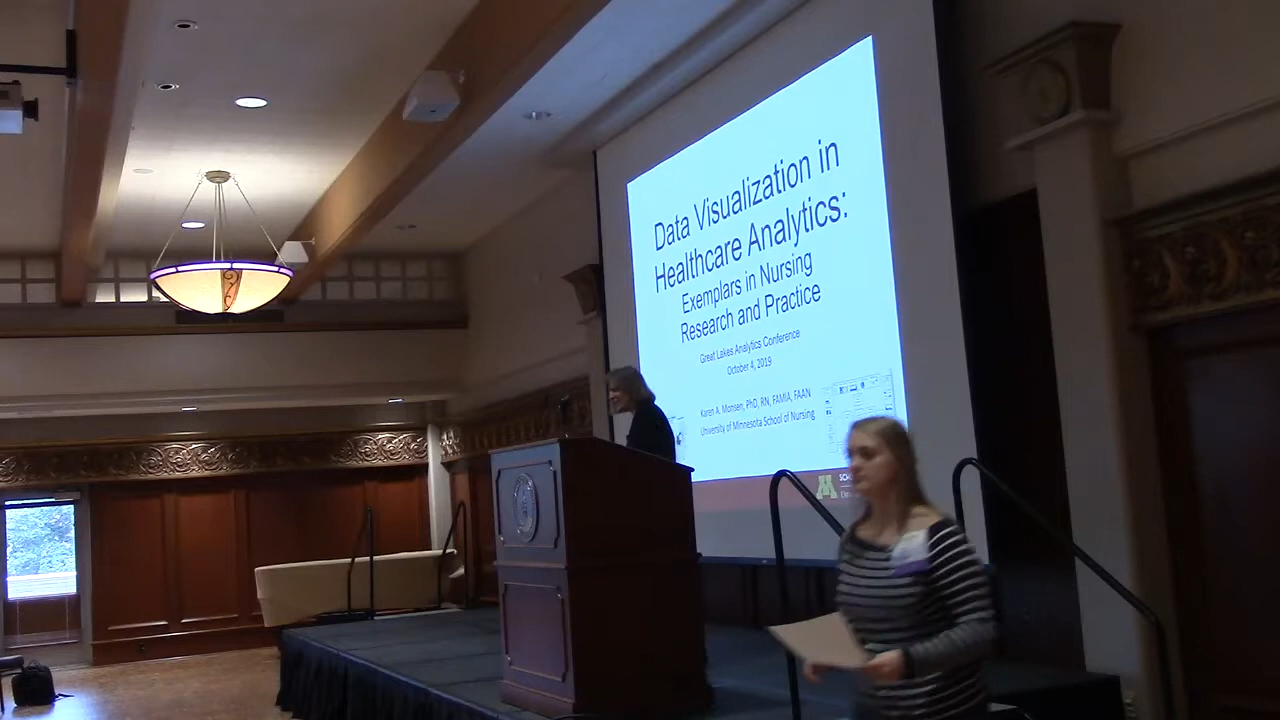 Data Visualization in
Healthcare Analytics:
Exemplars in Nursing
Research and Practice
Great Lakes Analytics Conference
October 4, 2019
Karen A. Monsen, PhD, RN, FAMIA, FAAN
University of Minnesota School of Nursing